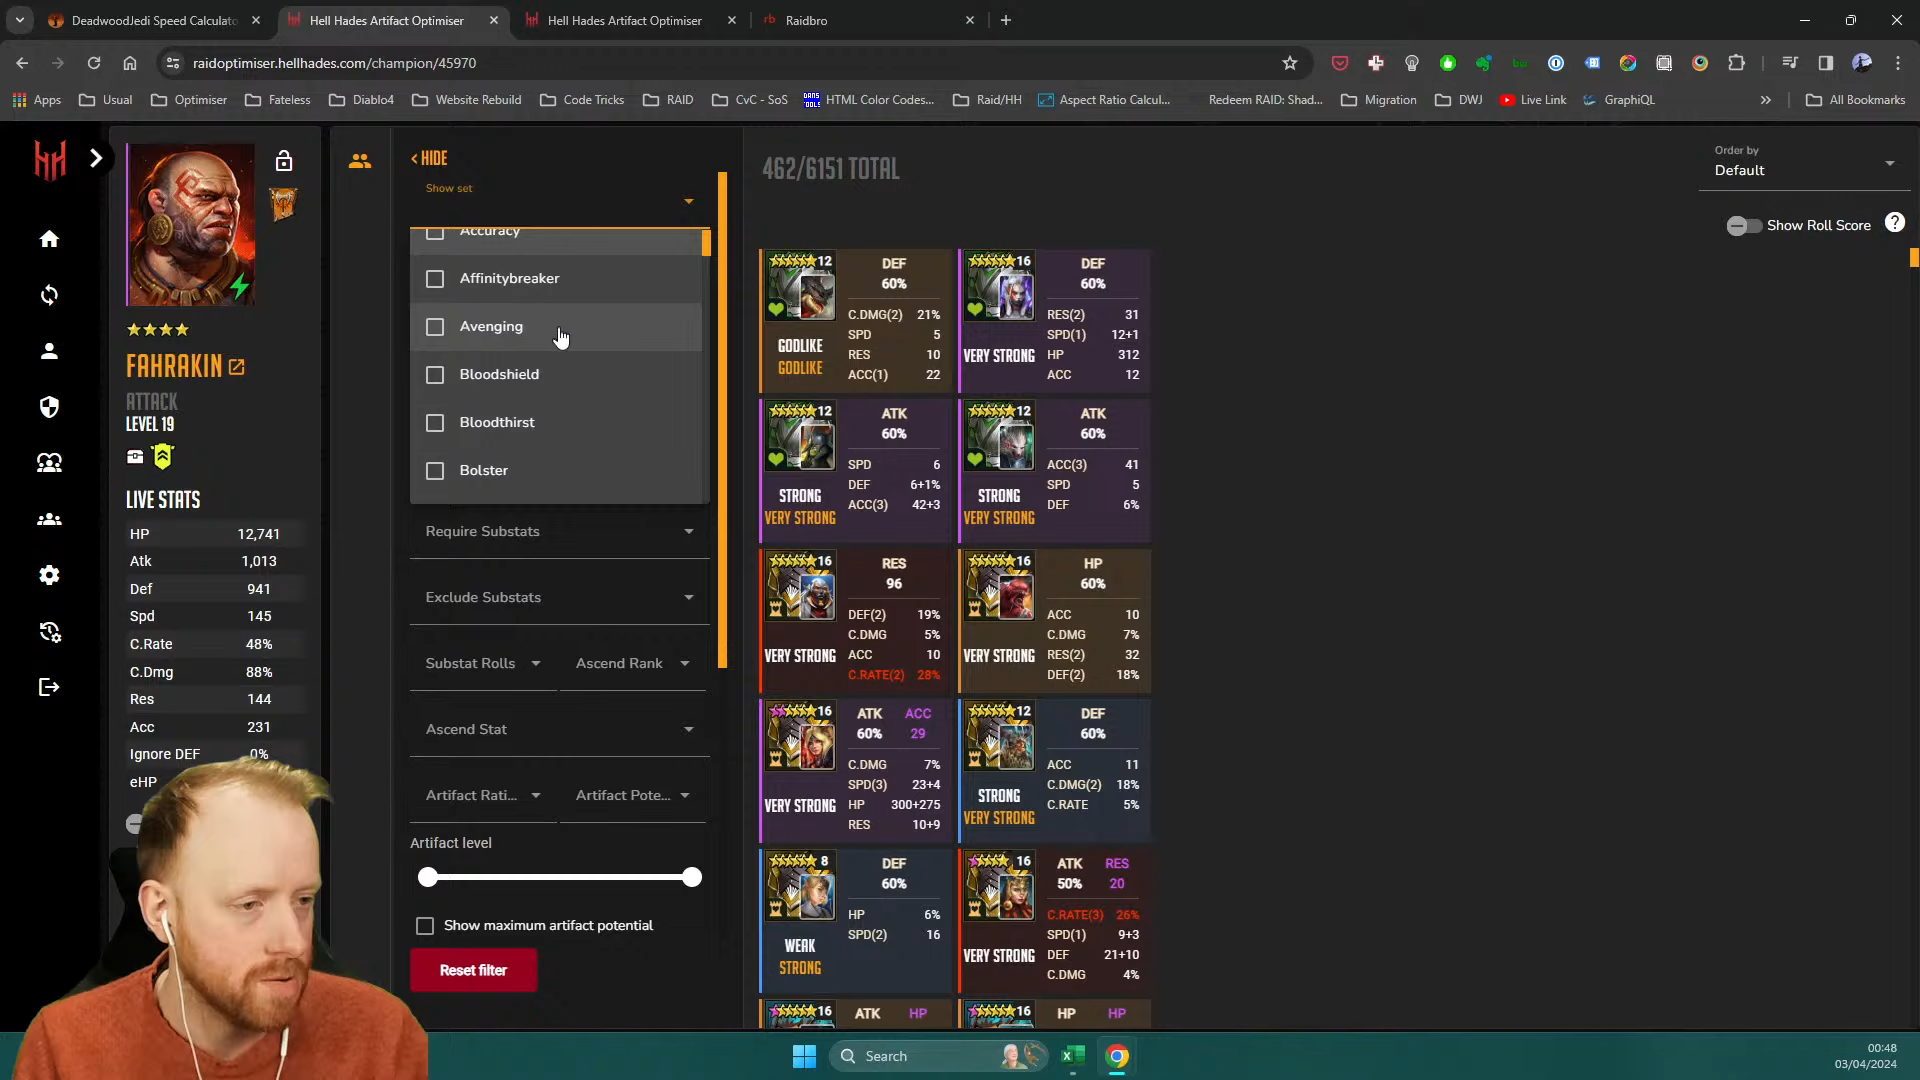 DeadwoodJedi Speed Calculato
Hell Hades Artifact Optimiser
Hell Hades Artifact Optimiser
rb Raidbro
raidoptimiser.hellhades.com/champion/45970
Apps
Usual
Optimiser
Fateless
Diablo4
Website Rebuild
Code Tricks
RAID
CvC - SoS
HTML Color Codes...
Raid/HH
Aspect Ratio Calcul...
Redeem RAID: Shad...
Migration
DWJ
Live Link
GraphiQL
All Bookmarks
FAHRAKIN
ATTACK
LEVEL 19
LIVE STATS
HP 12,741
Atk 1,013
Def 941
Spd 145
C.Rate 48%
C.Dmg 88%
Res 144
Acc 231
Ignore DEF 0%
eHP
< HIDE
Show set
Accuracy
Affinitybreaker
Avenging
Bloodshield
Bloodthirst
Bolster
Require Substats
Exclude Substats
Substat Rolls
Ascend Rank
Ascend Stat
Artifact Rati...
Artifact Pote...
Artifact level
Show maximum artifact potential
Reset filter
462/6151 TOTAL
Order by
Default
Show Roll Score
?
12
DEF
60%
C.DMG(2) 21%
SPD 5
RES 10
ACC(1) 22
GODLIKE
GODLIKE
16
DEF
60%
RES(2) 31
SPD(1) 12+1
HP 312
ACC 12
VERY STRONG
12
ATK
60%
SPD 6
DEF 6+1%
ACC(3) 42+3
STRONG
VERY STRONG
12
ATK
60%
ACC(3) 41
SPD 5
DEF 6%
STRONG
VERY STRONG
16
RES
96
DEF(2) 19%
C.DMG 5%
ACC 10
C.RATE(2) 28%
VERY STRONG
16
HP
60%
ACC 10
C.DMG 7%
RES(2) 32
DEF(2) 18%
VERY STRONG
16
ATK ACC
60% 29
C.DMG 7%
SPD(3) 23+4
HP 300+275
RES 10+9
VERY STRONG
12
DEF
60%
ACC 11
C.DMG(2) 18%
C.RATE 5%
STRONG
VERY STRONG
8
DEF
60%
HP 6%
SPD(2) 16
WEAK
STRONG
16
ATK RES
50% 20
C.RATE(3) 26%
SPD(1) 9+3
DEF 21+10
C.DMG 4%
VERY STRONG
16
ATK HP
16
HP HP
Search
00:48
03/04/2024